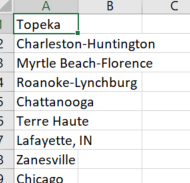 A B C
1 Topeka
2 Charleston-Huntington
3 Myrtle Beach-Florence
4 Roanoke-Lynchburg
5 Chattanooga
6 Terre Haute
7 Lafayette, IN
8 Zanesville
9 Chicago